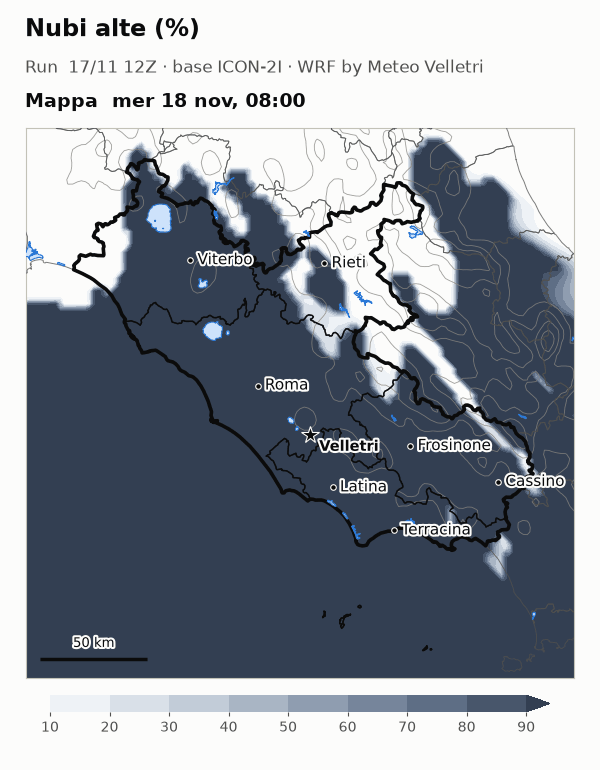 Nubi alte (%)
Run 17/11 12Z · base ICON-2I · WRF by Meteo Velletri
Mappa mer 18 nov, 08:00
Viterbo
Rieti
Roma
Velletri
Frosinone
Cassino
Latina
Terracina
50 km
10 20 30 40 50 60 70 80 90